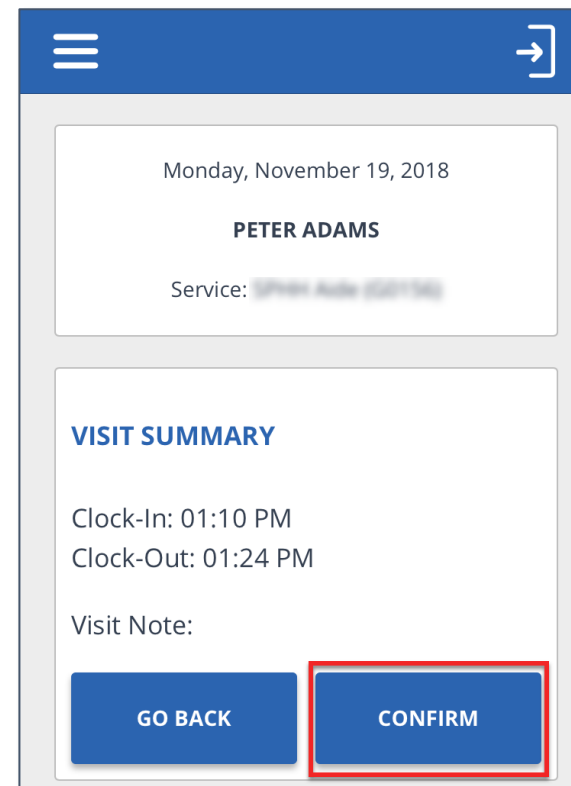 Monday, November 19, 2018
PETER ADAMS
Service:
VISIT SUMMARY
Clock-In: 01:10 PM
Clock-Out: 01:24 PM
Visit Note:
GO BACK
CONFIRM